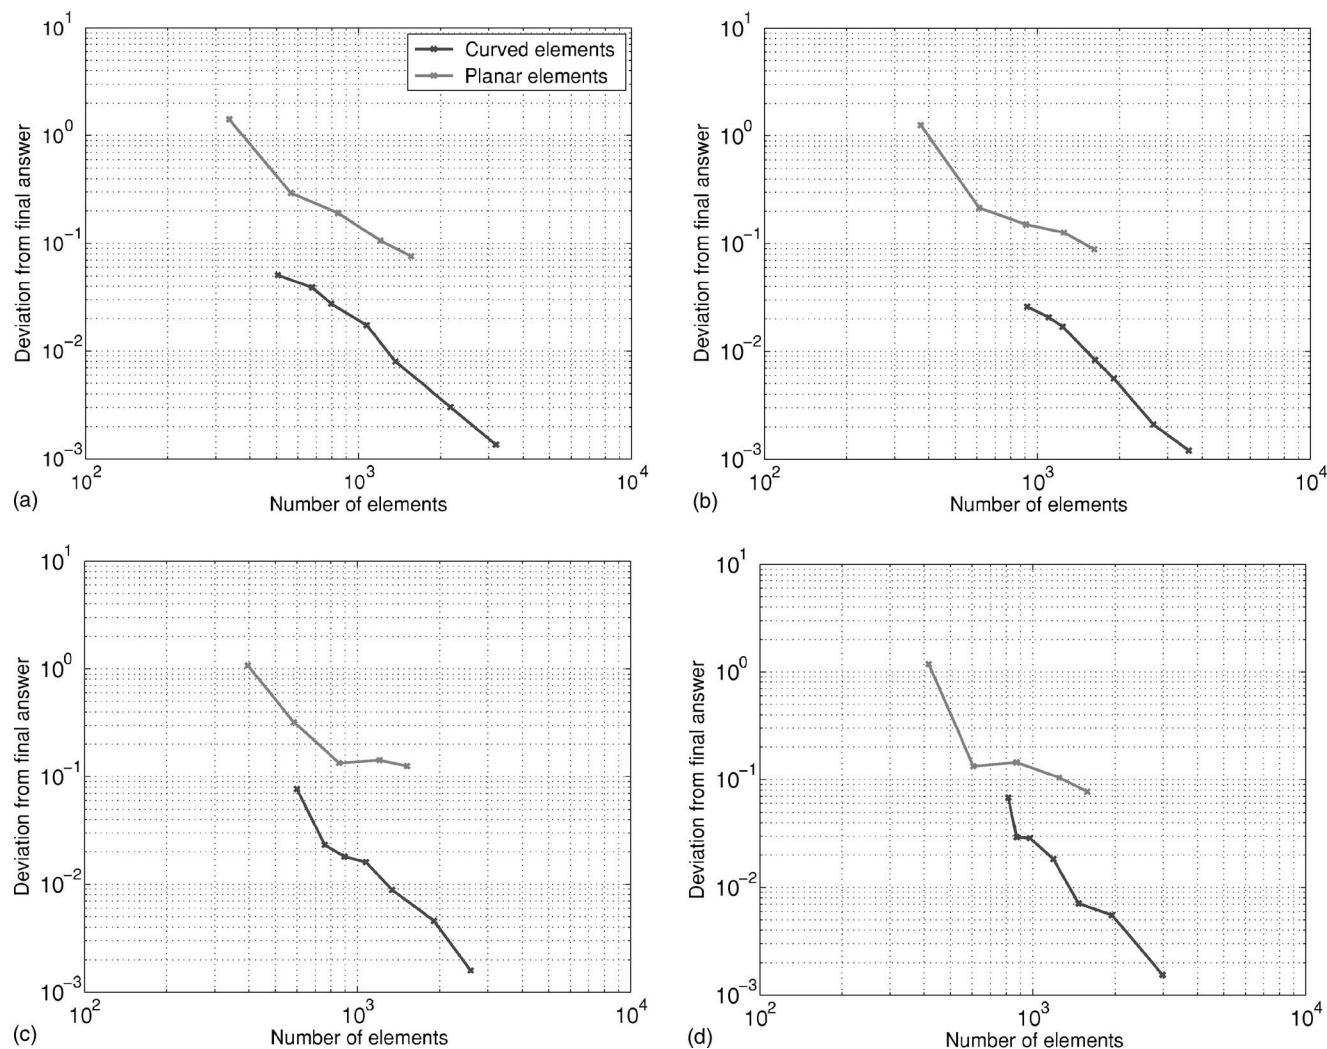 10^1
10^0
10^-1
10^-2
10^-3
Deviation from final answer
Curved elements
Planar elements
10^2
10^3
10^4
Number of elements
(a)
10^1
10^0
10^-1
10^-2
10^-3
Deviation from final answer
10^2
10^3
10^4
Number of elements
(b)
10^1
10^0
10^-1
10^-2
10^-3
Deviation from final answer
10^2
10^3
10^4
Number of elements
(c)
10^1
10^0
10^-1
10^-2
10^-3
Deviation from final answer
10^2
10^3
10^4
Number of elements
(d)